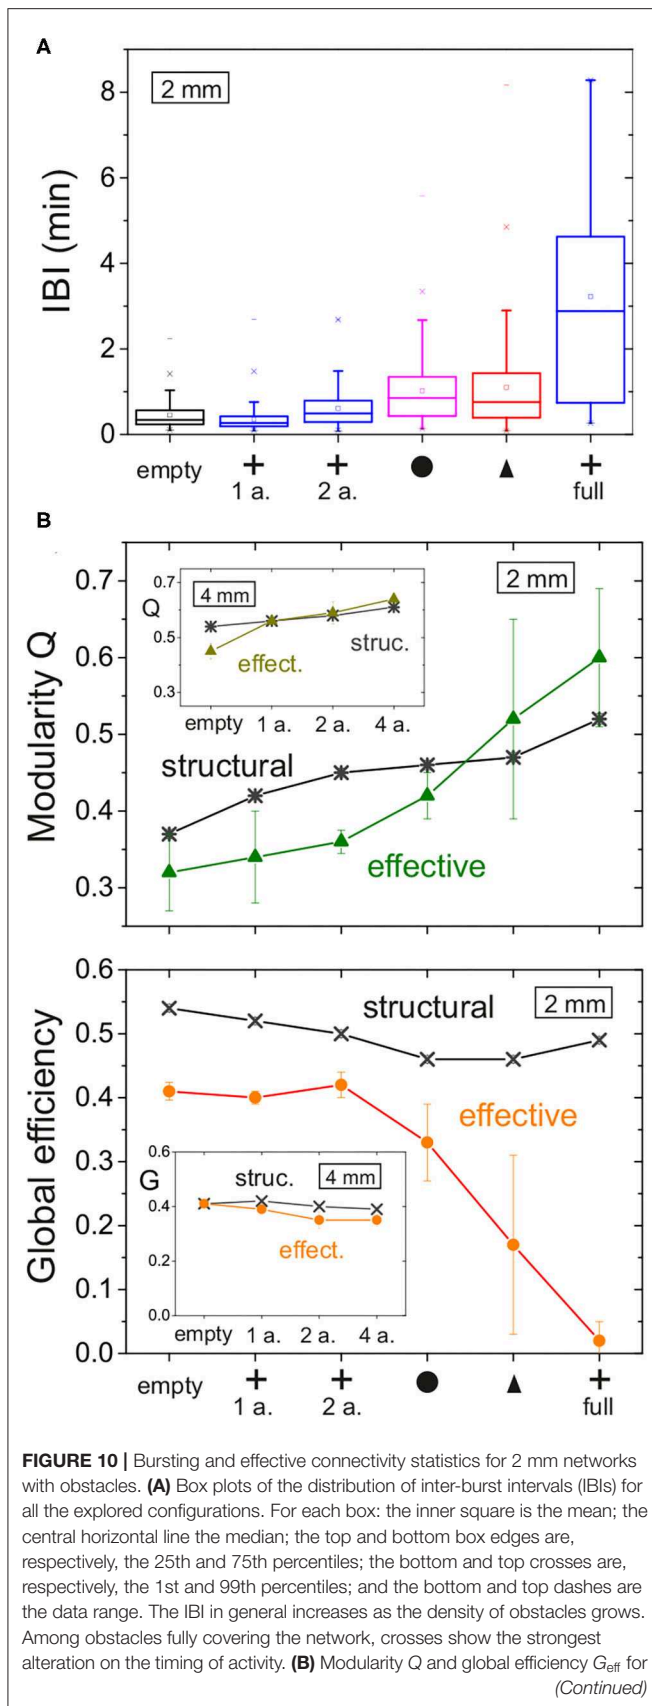 A
2 mm
IBI (min)
8
6
4
2
0
empty
+
1 a.
+
2 a.
●
▲
+
full
B
2 mm
Modularity Q
0.7
0.6
0.5
0.4
0.3
structural
effective
4 mm
Q
0.7
0.5
0.3
struc.
effect.
empty 1 a. 2 a. 4 a.
Global efficiency
0.6
0.5
0.4
0.3
0.2
0.1
0.0
structural
2 mm
effective
G
0.6
0.4
0.2
0.0
struc.
4 mm
effect.
empty 1 a. 2 a. 4 a.
empty
+
1 a.
+
2 a.
●
▲
+
full
FIGURE 10 | Bursting and effective connectivity statistics for 2 mm networks
with obstacles. (A) Box plots of the distribution of inter-burst intervals (IBIs) for
all the explored configurations. For each box: the inner square is the mean; the
central horizontal line the median; the top and bottom box edges are,
respectively, the 25th and 75th percentiles; the bottom and top crosses are,
respectively, the 1st and 99th percentiles; and the bottom and top dashes are
the data range. The IBI in general increases as the density of obstacles grows.
Among obstacles fully covering the network, crosses show the strongest
alteration on the timing of activity. (B) Modularity Q and global efficiency Geff for
(Continued)